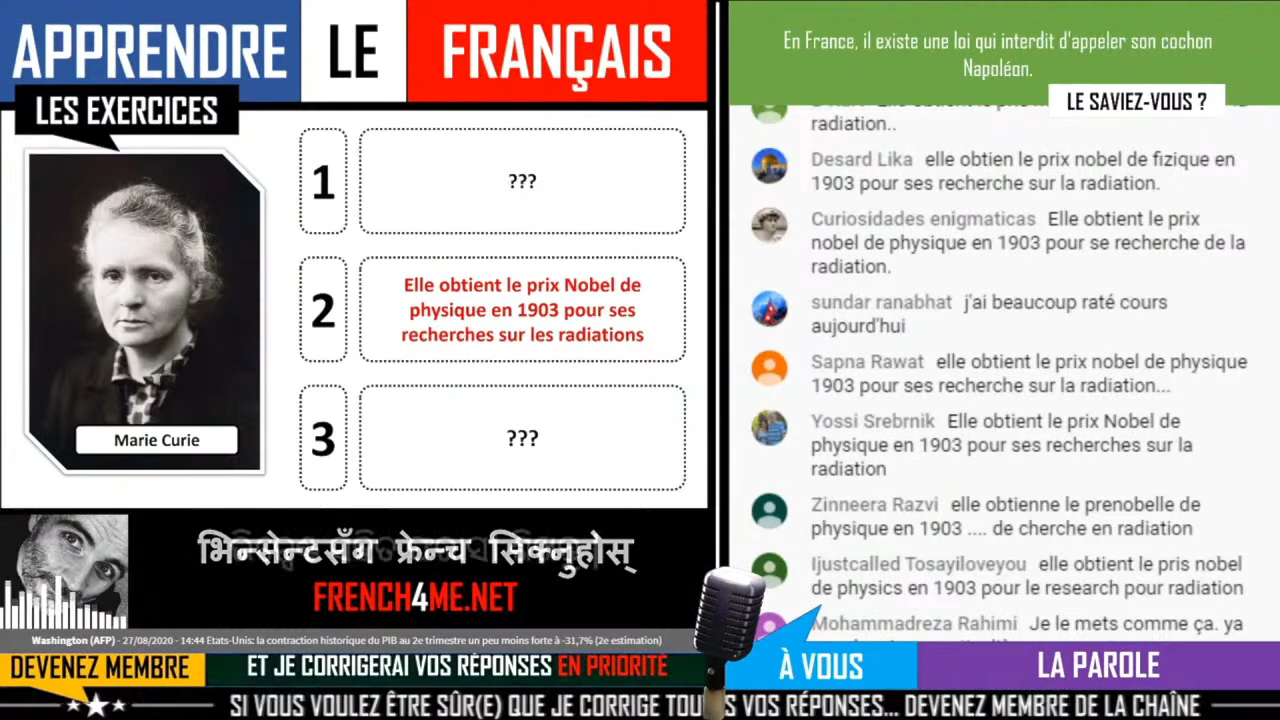 APPRENDRE LE FRANÇAIS
LES EXERCICES
1
???
2
Elle obtient le prix Nobel de
physique en 1903 pour ses
recherches sur les radiations
3
???
Marie Curie
भिन्सेन्टसँग फ्रेन्च सिक्नुहोस्
FRENCH4ME.NET
Washington (AFP) - 27/08/2020 - 14:44 Etats-Unis: la contraction historique du PIB au 2e trimestre un peu moins forte à -31,7% (2e estimation)
DEVENEZ MEMBRE
ET JE CORRIGERAI VOS RÉPONSES EN PRIORITÉ
En France, il existe une loi qui interdit d'appeler son cochon
Napoléon.
LE SAVIEZ-VOUS ?
radiation..
Desard Lika elle obtien le prix nobel de fizique en
1903 pour ses recherche sur la radiation.
Curiosidades enigmaticas Elle obtient le prix
nobel de physique en 1903 pour se recherche de la
radiation.
sundar ranabhat j'ai beaucoup raté cours
aujourd'hui
Sapna Rawat elle obtient le prix nobel de physique
1903 pour ses recherche sur la radiation...
Yossi Srebrnik Elle obtient le prix Nobel de
physique en 1903 pour ses recherches sur la
radiation
Zinneera Razvi elle obtienne le prenobelle de
physique en 1903 .... de cherche en radiation
Ijustcalled Tosayiloveyou elle obtient le pris nobel
de physics en 1903 pour le research pour radiation
Mohammadreza Rahimi Je le mets comme ça. ya
À VOUS
LA PAROLE
SI VOUS VOULEZ ÊTRE SÛR(E) QUE JE CORRIGE VOS RÉPONSES... DEVENEZ MEMBRE DE LA CHAÎNE